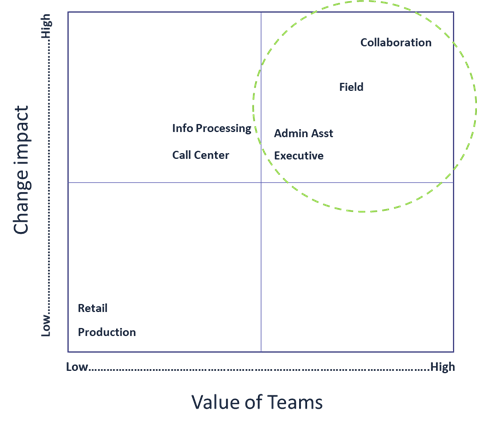 High
Collaboration
Field
Info Processing
Admin Asst
Call Center
Executive
Change impact
Retail
Production
Low
Low.......................................................................................High
Value of Teams